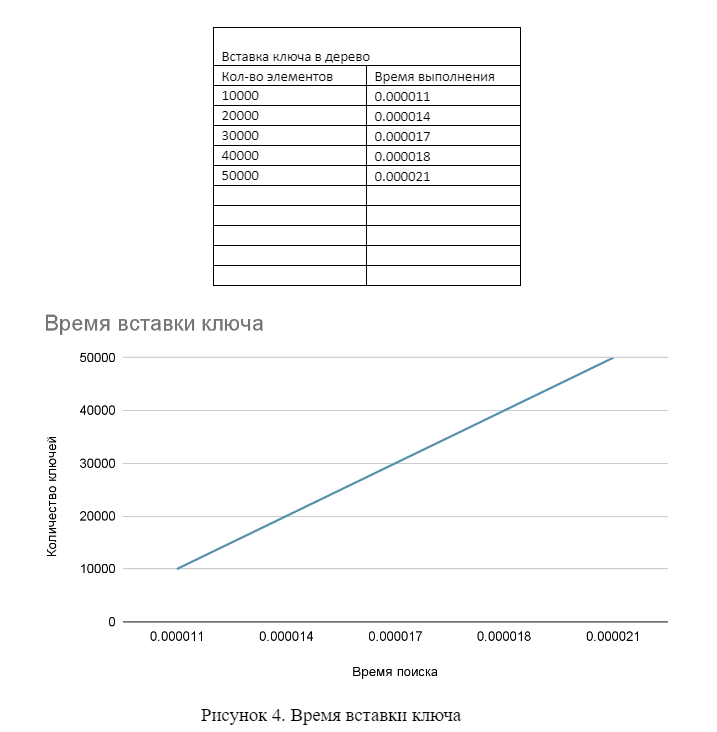 Вставка ключа в дерево
Кол-во элементов Время выполнения
10000 0.000011
20000 0.000014
30000 0.000017
40000 0.000018
50000 0.000021
Время вставки ключа
50000
40000
30000
20000
10000
0
Количество ключей
0.000011 0.000014 0.000017 0.000018 0.000021
Время поиска
Рисунок 4. Время вставки ключа